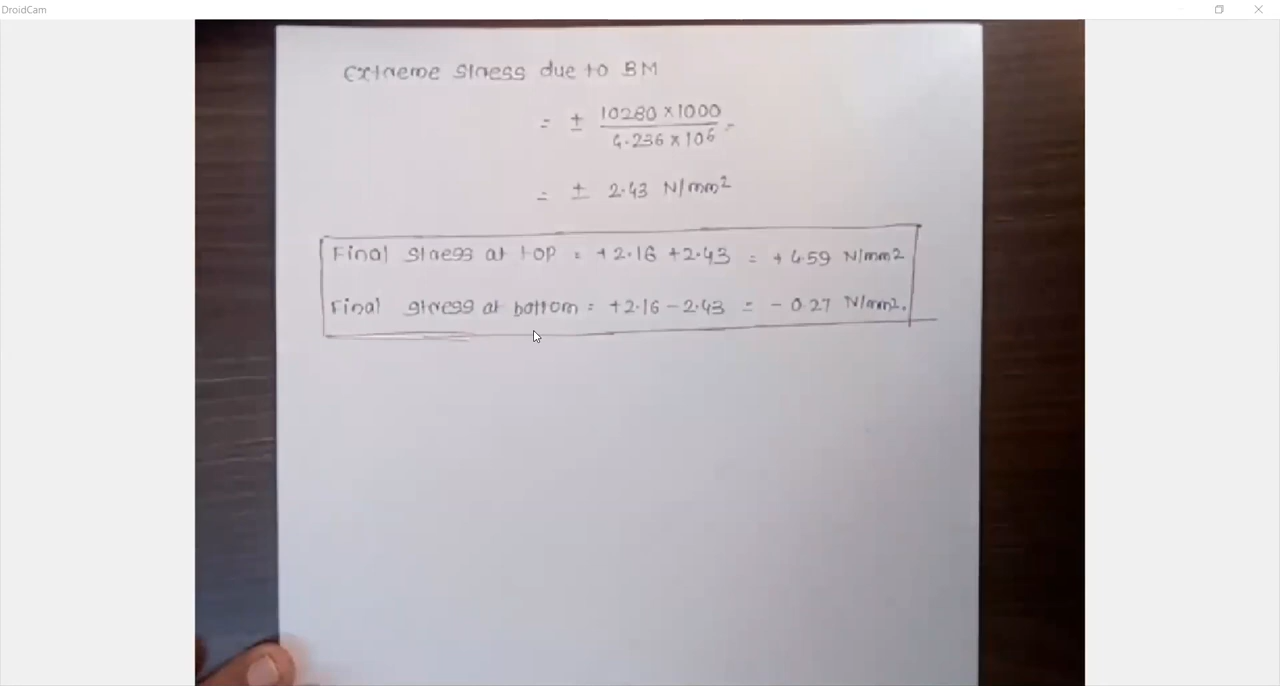 DroidCam
Extreme stress due to BM
= ± 10280 × 1000 / 4.236 × 10⁶ =
= ± 2.43 N/mm²
Final stress at top = +2.16 +2.43 = +4.59 N/mm²
Final stress at bottom = +2.16 - 2.43 = - 0.27 N/mm².